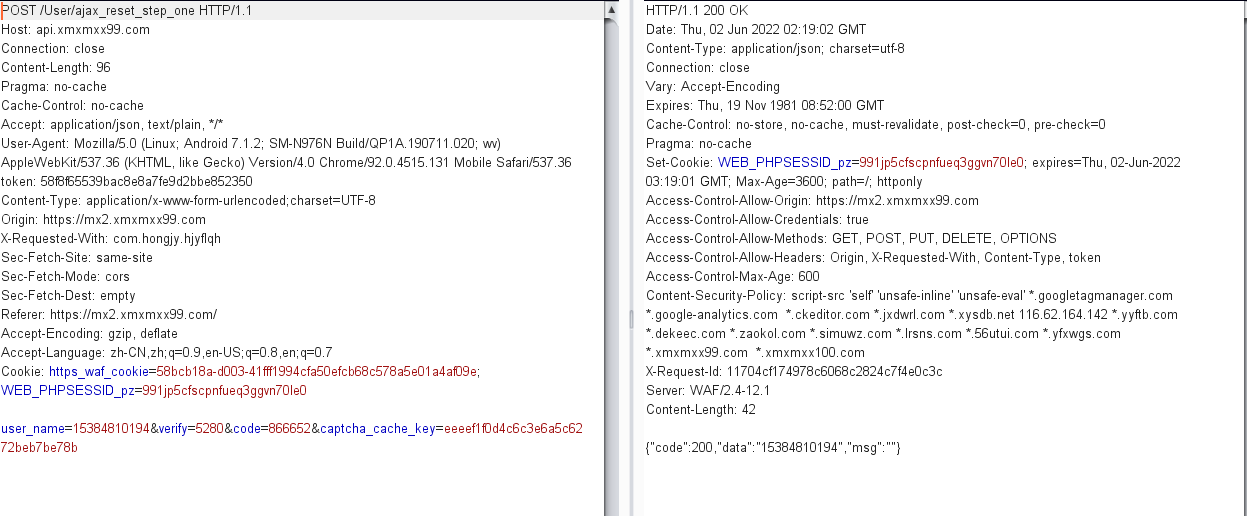 POST /User/ajax_reset_step_one HTTP/1.1
Host: api.xmxmxx99.com
Connection: close
Content-Length: 96
Pragma: no-cache
Cache-Control: no-cache
Accept: application/json, text/plain, */*
User-Agent: Mozilla/5.0 (Linux; Android 7.1.2; SM-N976N Build/QP1A.190711.020; wv)
AppleWebKit/537.36 (KHTML, like Gecko) Version/4.0 Chrome/92.0.4515.131 Mobile Safari/537.36
token: 58f8f65539bac8e8a7fe9d2bbe852350
Content-Type: application/x-www-form-urlencoded;charset=UTF-8
Origin: https://mx2.xmxmxx99.com
X-Requested-With: com.hongjy.hjyflqh
Sec-Fetch-Site: same-site
Sec-Fetch-Mode: cors
Sec-Fetch-Dest: empty
Referer: https://mx2.xmxmxx99.com/
Accept-Encoding: gzip, deflate
Accept-Language: zh-CN,zh;q=0.9,en-US;q=0.8,en;q=0.7
Cookie: https_waf_cookie=58bcb18a-d003-41fff1994cfa50efcb68c578a5e01a4af09e;
WEB_PHPSESSID_pz=991jp5cfscpnfueq3ggvn70le0
user_name=15384810194&verify=5280&code=866652&captcha_cache_key=eeeef1f0d4c6c3e6a5c62
72beb7be78b
HTTP/1.1 200 OK
Date: Thu, 02 Jun 2022 02:19:02 GMT
Content-Type: application/json; charset=utf-8
Connection: close
Vary: Accept-Encoding
Expires: Thu, 19 Nov 1981 08:52:00 GMT
Cache-Control: no-store, no-cache, must-revalidate, post-check=0, pre-check=0
Pragma: no-cache
Set-Cookie: WEB_PHPSESSID_pz=991jp5cfscpnfueq3ggvn70le0; expires=Thu, 02-Jun-2022
03:19:01 GMT; Max-Age=3600; path=/; httponly
Access-Control-Allow-Origin: https://mx2.xmxmxx99.com
Access-Control-Allow-Credentials: true
Access-Control-Allow-Methods: GET, POST, PUT, DELETE, OPTIONS
Access-Control-Allow-Headers: Origin, X-Requested-With, Content-Type, token
Access-Control-Max-Age: 600
Content-Security-Policy: script-src 'self' 'unsafe-inline' 'unsafe-eval' *.googletagmanager.com
*.google-analytics.com  *.ckeditor.com *.jxdwrl.com *.xysdb.net 116.62.164.142 *.yyftb.com
*.dekeec.com *.zaokol.com *.simuwz.com *.lrsns.com *.56utui.com *.yfxwgs.com
*.xmxmxx99.com  *.xmxmxx100.com
X-Request-Id: 11704cf174978c6068c2824c7f4e0c3c
Server: WAF/2.4-12.1
Content-Length: 42
{"code":200,"data":"15384810194","msg":""}